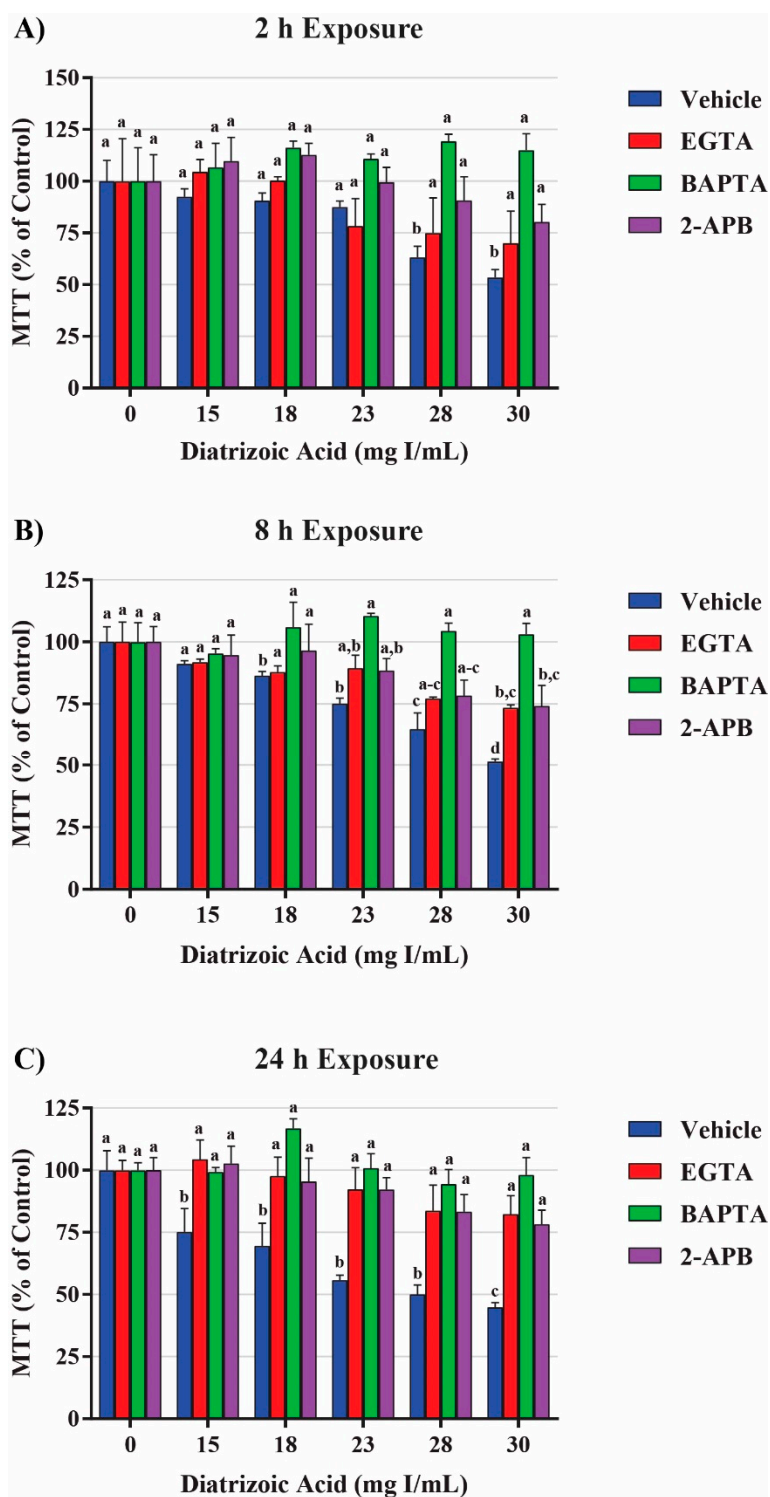 A) 2 h Exposure
MTT (% of Control)
150
125
100
75
50
25
0
a a a a a a a a a a a a a a a a b a a a b a a a
0 15 18 23 28 30
Diatrizoic Acid (mg I/mL)
Vehicle
EGTA
BAPTA
2-APB
B) 8 h Exposure
MTT (% of Control)
125
100
75
50
25
0
a a a a a a a a b a a a b a,b a a,b c a-c a a-c d b,c a b,c
0 15 18 23 28 30
Diatrizoic Acid (mg I/mL)
Vehicle
EGTA
BAPTA
2-APB
C) 24 h Exposure
MTT (% of Control)
125
100
75
50
25
0
a a a a b a a a b a a a b a a a b a a a c a a a
0 15 18 23 28 30
Diatrizoic Acid (mg I/mL)
Vehicle
EGTA
BAPTA
2-APB